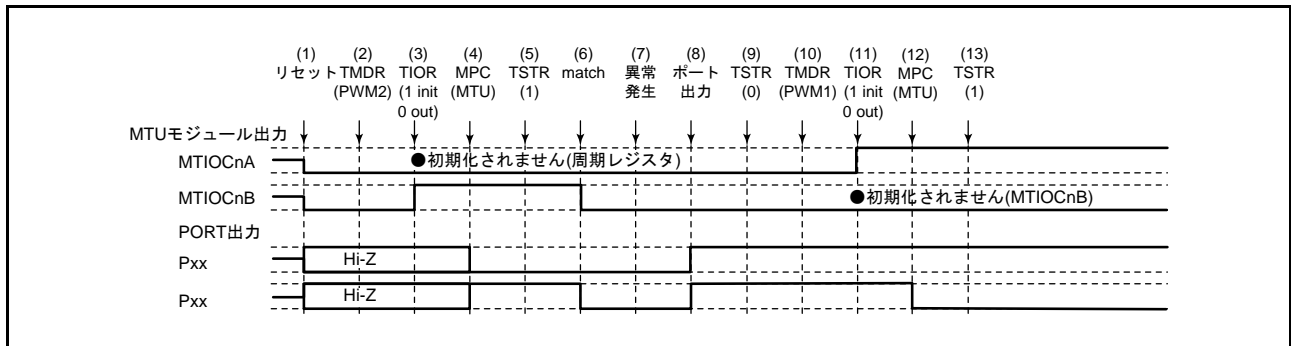 (1) (2) (3) (4) (5) (6) (7) (8) (9) (10) (11) (12) (13)
リセット TMDR TIOR MPC TSTR match 異常 ポート TSTR TMDR TIOR MPC TSTR
(PWM2) (1 init (MTU) (1) 発生 出力 (0) (PWM1) (1 init (MTU) (1)
0 out) 0 out)
MTUモジュール出力
MTIOCnA ●初期化されません(周期レジスタ)
MTIOCnB ●初期化されません(MTIOCnB)
PORT出力
Pxx Hi-Z
Pxx Hi-Z